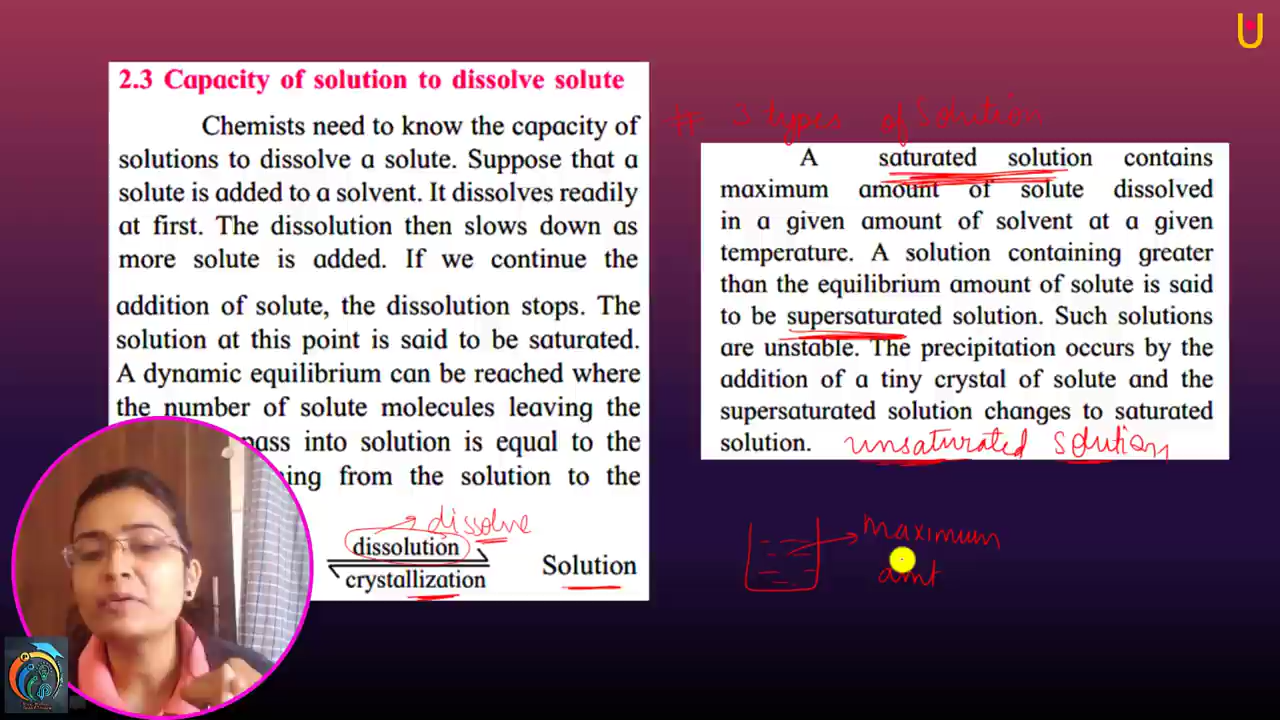 2.3 Capacity of solution to dissolve solute
Chemists need to know the capacity of
solutions to dissolve a solute. Suppose that a
solute is added to a solvent. It dissolves readily
at first. The dissolution then slows down as
more solute is added. If we continue the
addition of solute, the dissolution stops. The
solution at this point is said to be saturated.
A dynamic equilibrium can be reached where
the number of solute molecules leaving the
pass into solution is equal to the
from the solution to the
dissolve
dissolution
crystallization
Solution
# 3 types of Solution
A saturated solution contains
maximum amount of solute dissolved
in a given amount of solvent at a given
temperature. A solution containing greater
than the equilibrium amount of solute is said
to be supersaturated solution. Such solutions
are unstable. The precipitation occurs by the
addition of a tiny crystal of solute and the
supersaturated solution changes to saturated
solution. unsaturated solution
maximum
amt
U